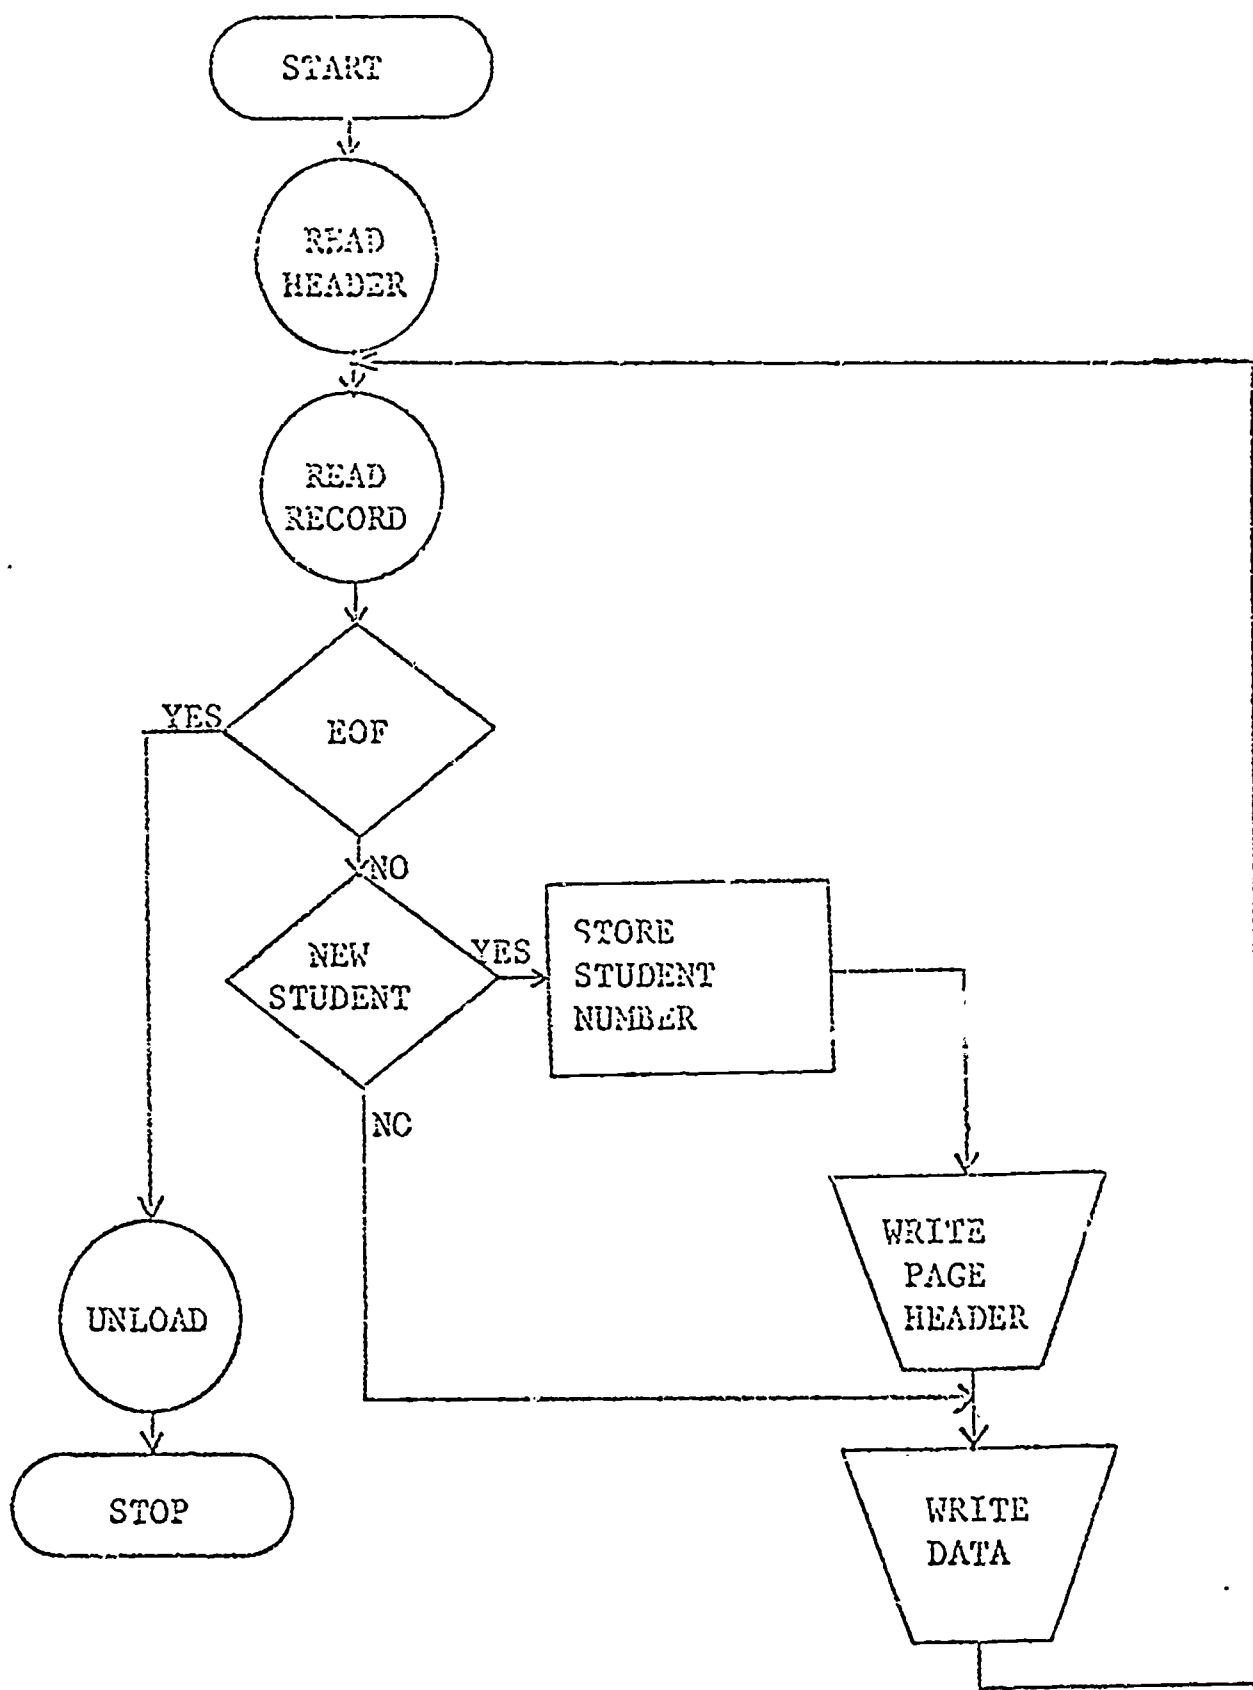 START
READ
HEADER
READ
RECORD
YES
EOF
NO
NEW
STUDENT
YES
STORE
STUDENT
NUMBER
NO
WRITE
PAGE
HEADER
UNLOAD
STOP
WRITE
DATA